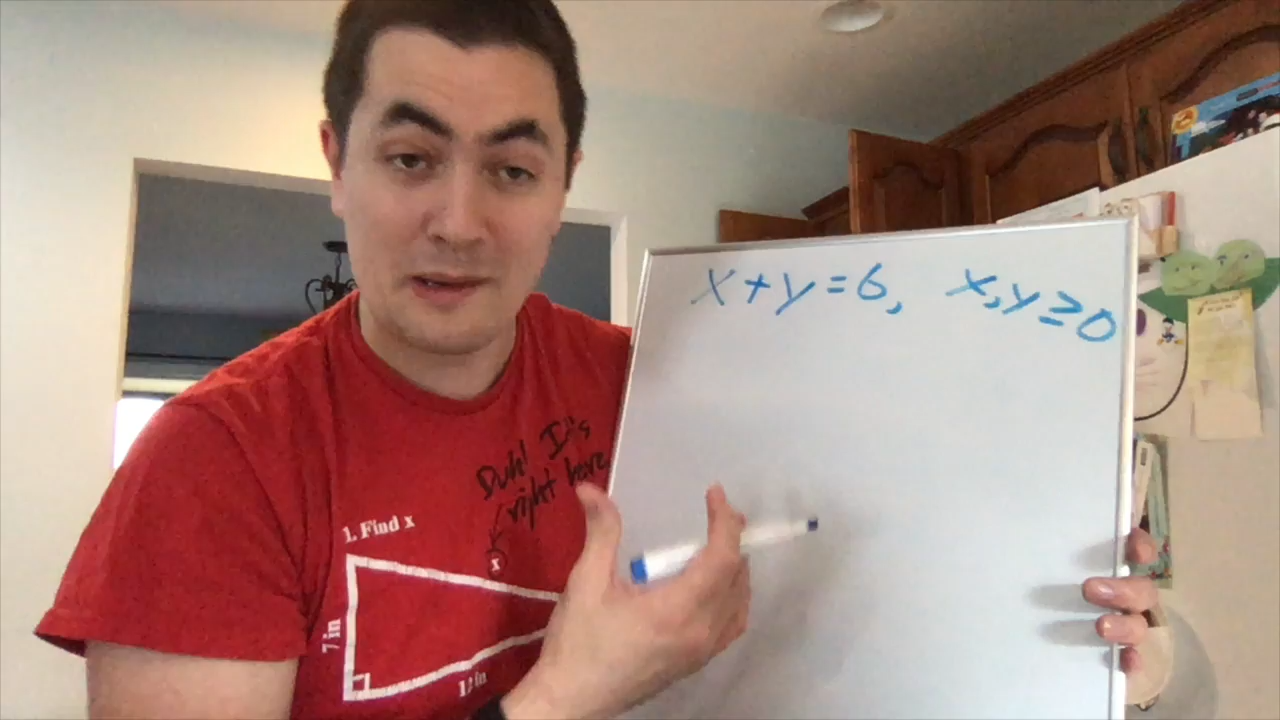 x+y=6, x,y≥0
Duh! It's
right here
1. Find x
x
7 in
12 in